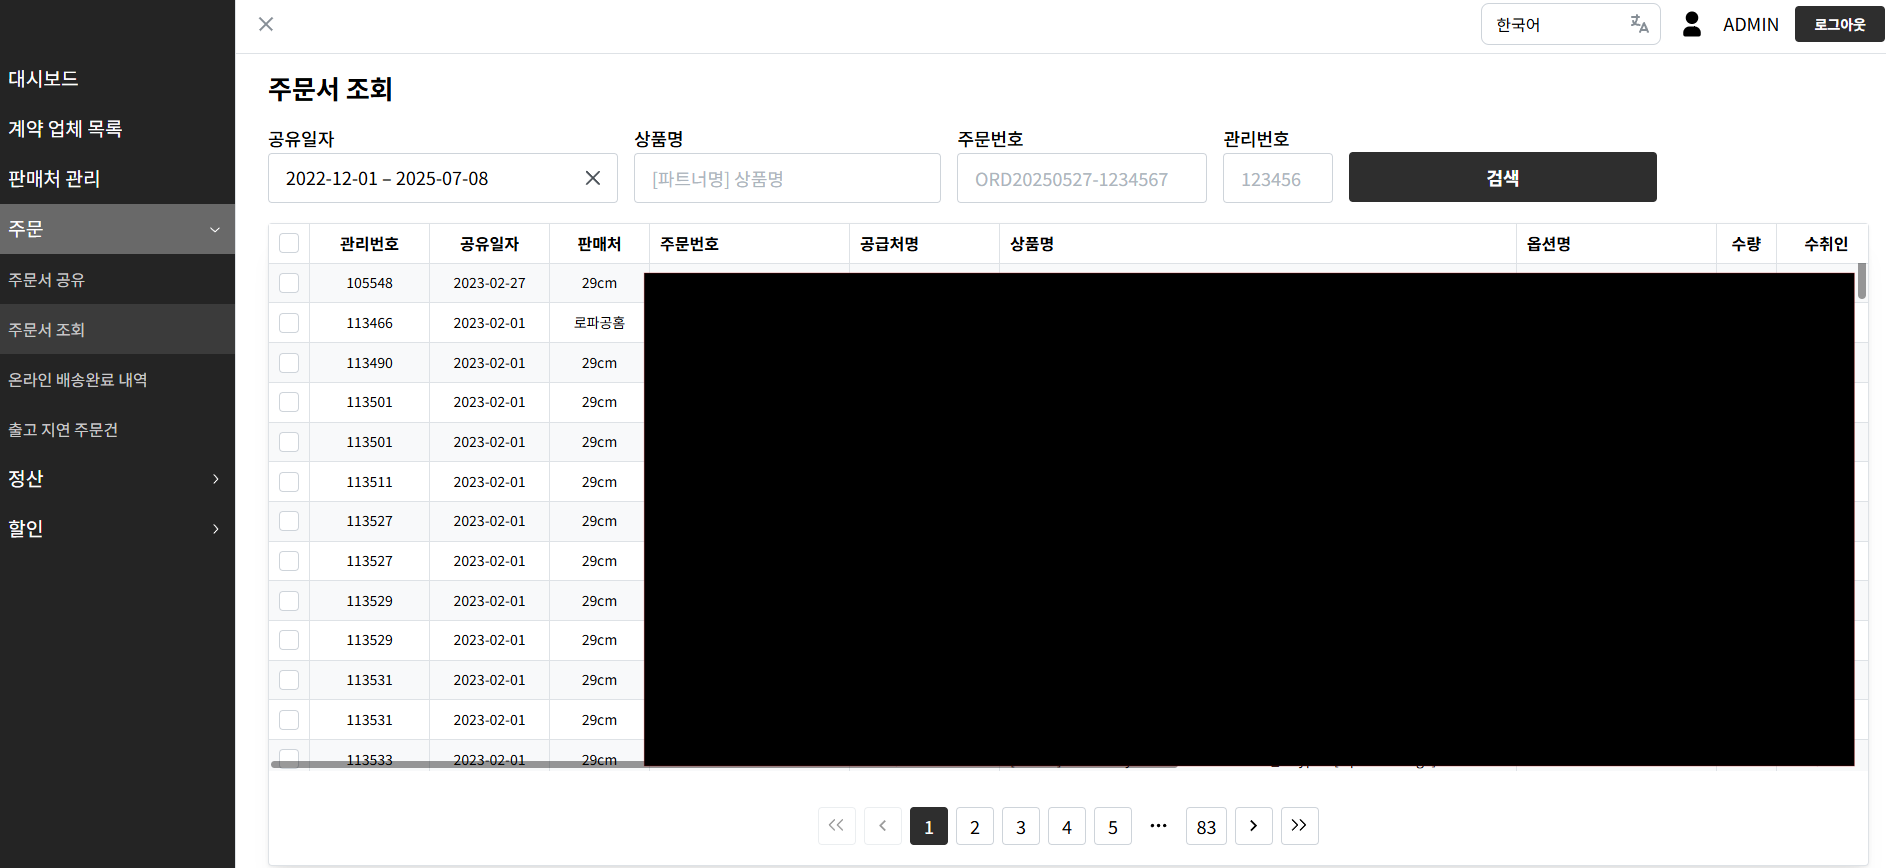 한국어
ADMIN
로그아웃
대시보드
계약 업체 목록
판매처 관리
주문
주문서 공유
주문서 조회
온라인 배송완료 내역
출고 지연 주문건
정산
할인
주문서 조회
공유일자 상품명 주문번호 관리번호
2022-12-01 – 2025-07-08 [파트너명] 상품명 ORD20250527-1234567 123456 검색
관리번호 공유일자 판매처 주문번호 공급처명 상품명 옵션명 수량 수취인
105548 2023-02-27 29cm
113466 2023-02-01 로파공홈
113490 2023-02-01 29cm
113501 2023-02-01 29cm
113501 2023-02-01 29cm
113511 2023-02-01 29cm
113527 2023-02-01 29cm
113527 2023-02-01 29cm
113529 2023-02-01 29cm
113529 2023-02-01 29cm
113531 2023-02-01 29cm
113531 2023-02-01 29cm
113533 2023-02-01 29cm
1 2 3 4 5 ••• 83